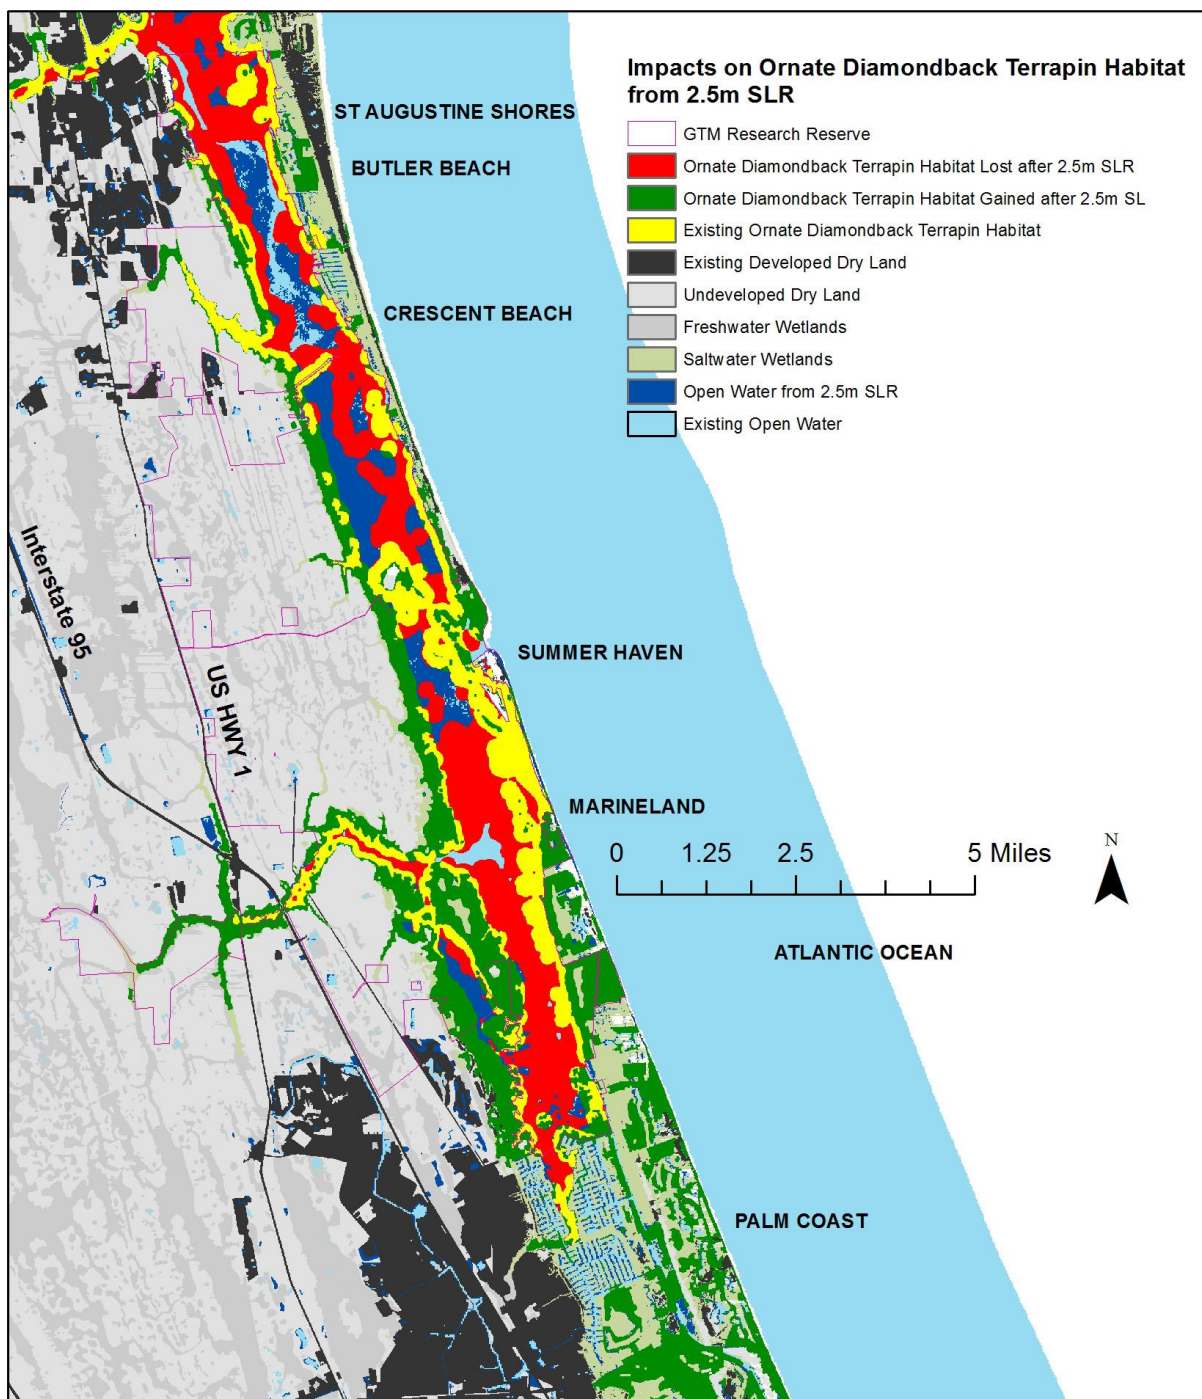 Impacts on Ornate Diamondback Terrapin Habitat
from 2.5m SLR
GTM Research Reserve
Ornate Diamondback Terrapin Habitat Lost after 2.5m SLR
Ornate Diamondback Terrapin Habitat Gained after 2.5m SL
Existing Ornate Diamondback Terrapin Habitat
Existing Developed Dry Land
Undeveloped Dry Land
Freshwater Wetlands
Saltwater Wetlands
Open Water from 2.5m SLR
Existing Open Water
ST AUGUSTINE SHORES
BUTLER BEACH
CRESCENT BEACH
Interstate 95
US HWY 1
SUMMER HAVEN
MARINELAND
0 1.25 2.5 5 Miles
N
ATLANTIC OCEAN
PALM COAST